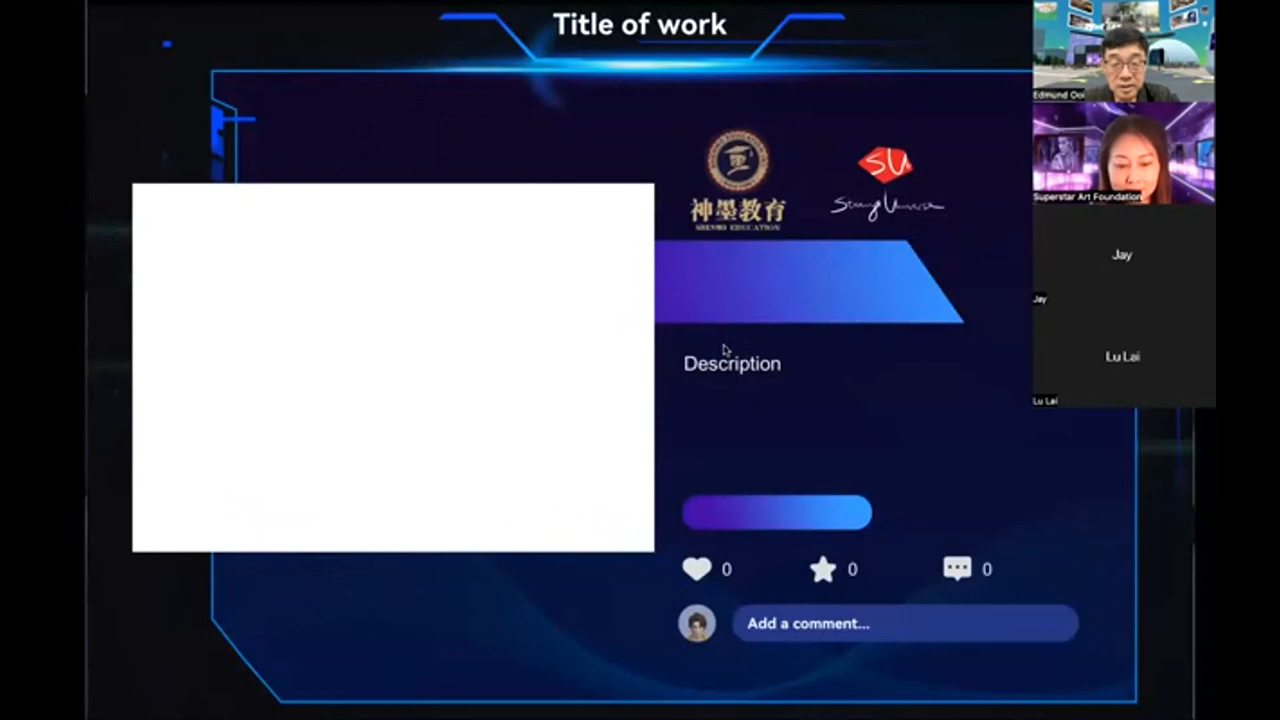 Title of work
Edmund Ooi
神墨教育
SHENMO EDUCATION
SU
Superstar Art Foundation
Jay
Jay
Description
Lu Lai
Lu Lai
0
0
0
Add a comment...